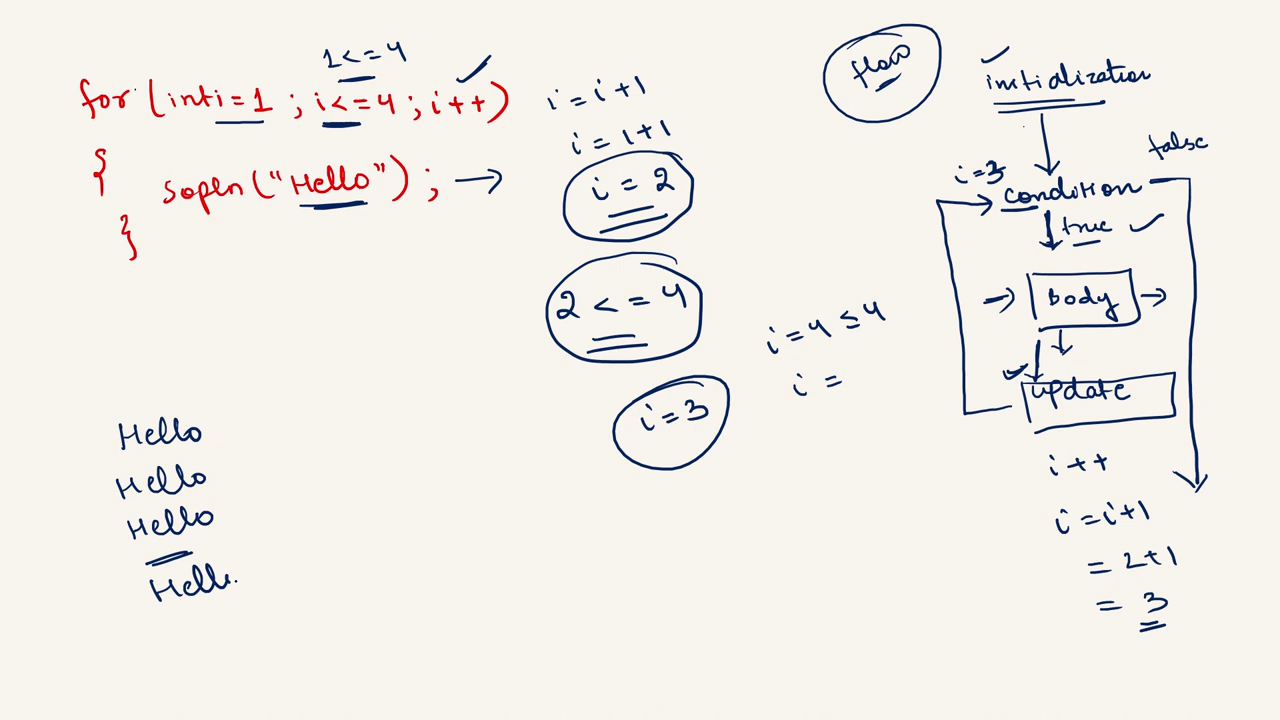 1<=4
for (int i=1 ; i<=4 ; i++)
{
sopln("Hello") ;
}
i = i+1
i = 1+1
i = 2
2 <= 4
i = 3
i = 4 ≤ 4
i =
Hello
Hello
Hello
Hello.
flow
initialization
false
i=3
condition
true
Body
update
i++
i = i+1
= 2+1
= 3